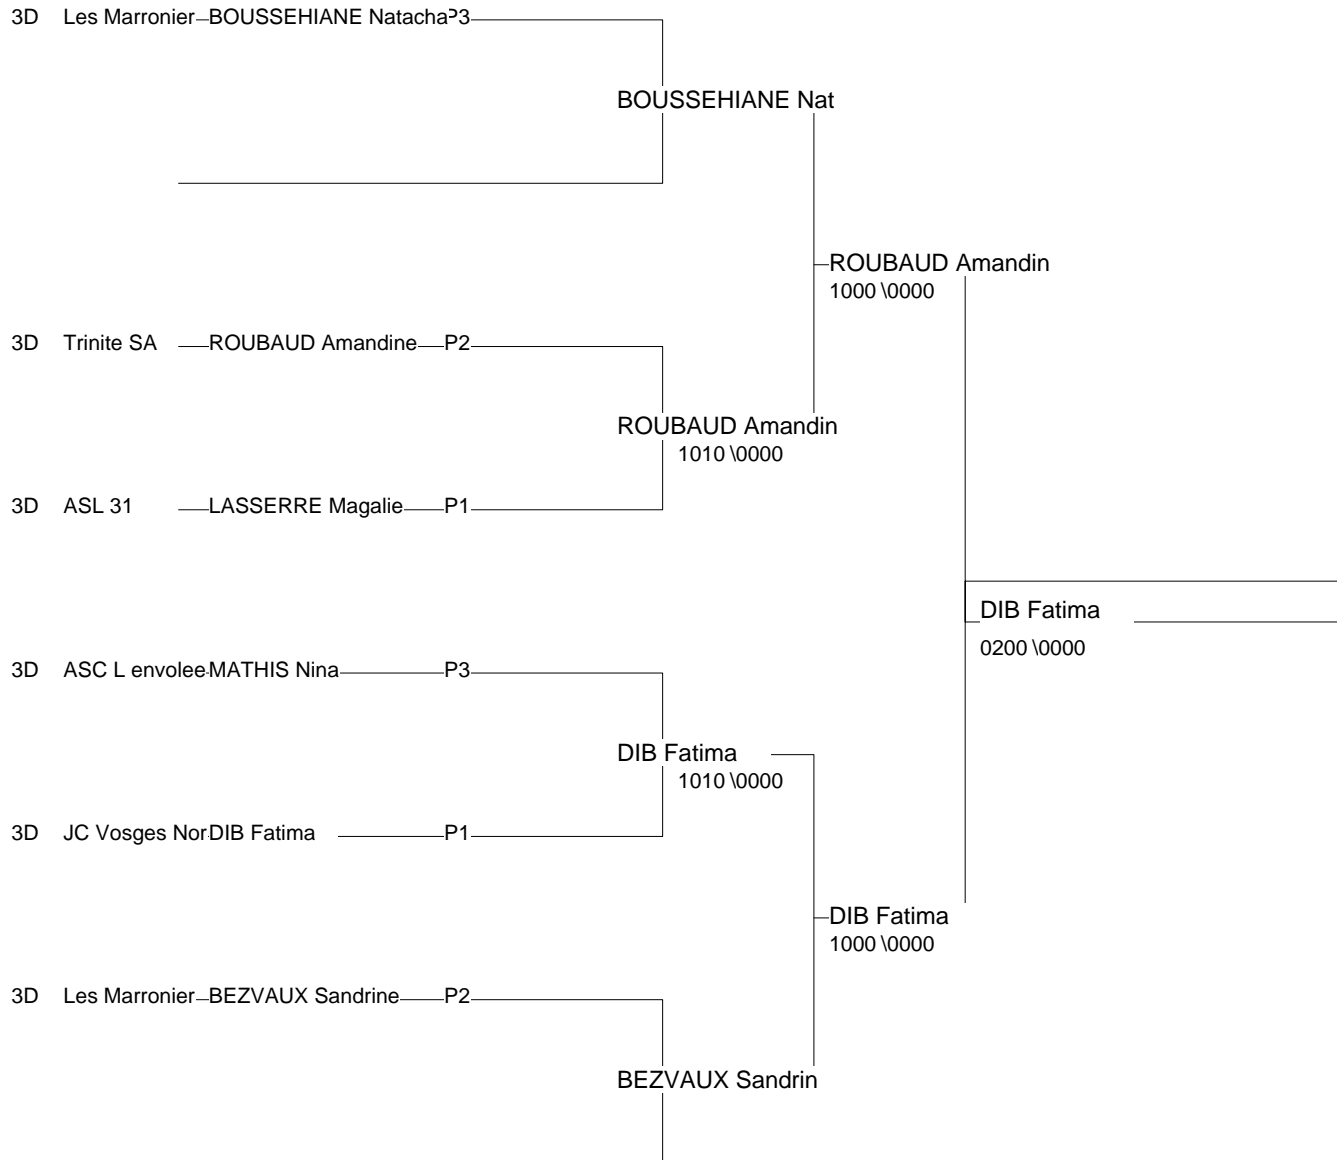 3D Les Marronier BOUSSEHIANE Natacha P3
BOUSSEHIANE Nat
ROUBAUD Amandin
1000 \0000
3D Trinite SA ROUBAUD Amandine P2
ROUBAUD Amandin
1010 \0000
3D ASL 31 LASSERRE Magalie P1
DIB Fatima
0200 \0000
3D ASC L envolee MATHIS Nina P3
DIB Fatima
1010 \0000
3D JC Vosges Nor DIB Fatima P1
DIB Fatima
1000 \0000
3D Les Marronier BEZVAUX Sandrine P2
BEZVAUX Sandrin